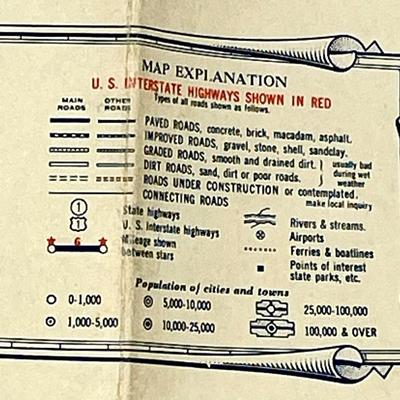 MAP EXPLANATION
U. S. INTERSTATE HIGHWAYS SHOWN IN RED
Types of all roads shown as follows.
MAIN ROADS
OTHER ROADS
PAVED ROADS, concrete, brick, macadam, asphalt.
IMPROVED ROADS, gravel, stone, shell, sandclay.
GRADED ROADS, smooth and drained dirt. } usually bad
DIRT ROADS, sand, dirt or poor roads. } during wet weather
ROADS UNDER CONSTRUCTION or contemplated.
CONNECTING ROADS make local inquiry
1 State highways
1 U. S. Interstate highways
6 Mileage shown
between stars
Rivers & streams.
Airports
Ferries & boatlines
Points of interest
state parks, etc.
Population of cities and towns
0-1,000
5,000-10,000
25,000-100,000
1,000-5,000
10,000-25,000
100,000 & OVER